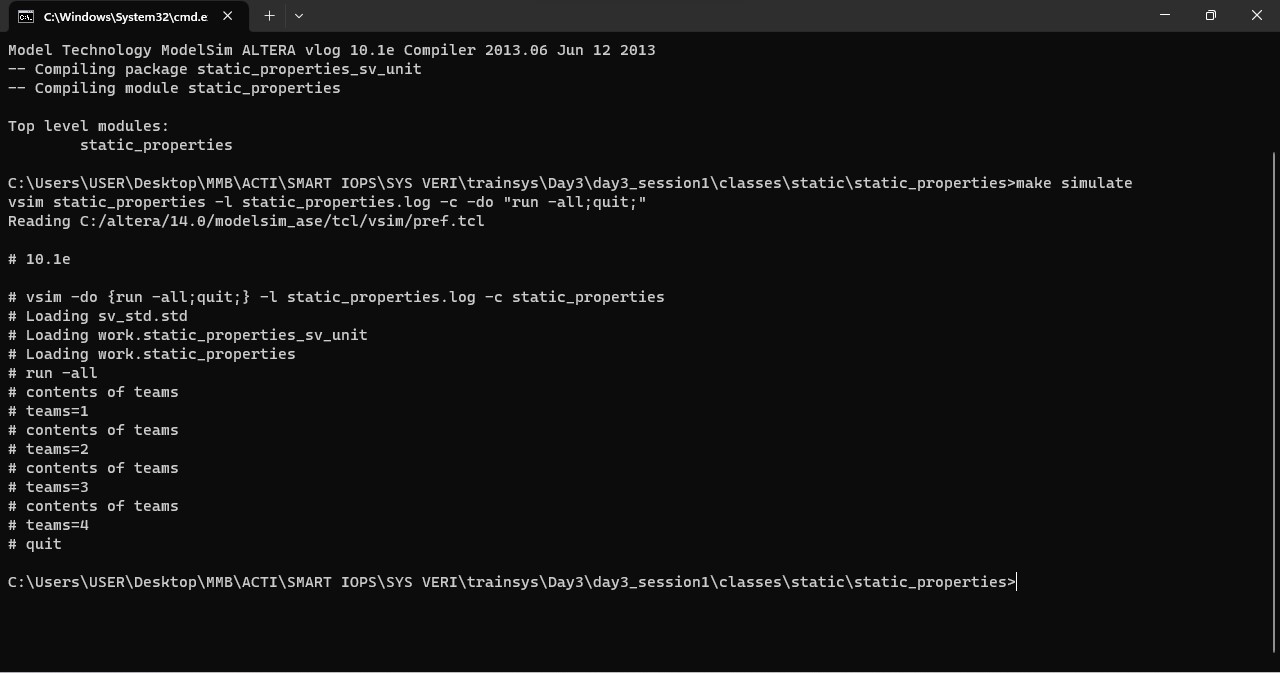 C:\Windows\System32\cmd.e
Model Technology ModelSim ALTERA vlog 10.1e Compiler 2013.06 Jun 12 2013
-- Compiling package static_properties_sv_unit
-- Compiling module static_properties
Top level modules:
static_properties
C:\Users\USER\Desktop\MMB\ACTI\SMART IOPS\SYS VERI\trainsys\Day3\day3_session1\classes\static\static_properties>make simulate
vsim static_properties -l static_properties.log -c -do "run -all;quit;"
Reading C:/altera/14.0/modelsim_ase/tcl/vsim/pref.tcl
# 10.1e
# vsim -do {run -all;quit;} -l static_properties.log -c static_properties
# Loading sv_std.std
# Loading work.static_properties_sv_unit
# Loading work.static_properties
# run -all
# contents of teams
# teams=1
# contents of teams
# teams=2
# contents of teams
# teams=3
# contents of teams
# teams=4
# quit
C:\Users\USER\Desktop\MMB\ACTI\SMART IOPS\SYS VERI\trainsys\Day3\day3_session1\classes\static\static_properties>